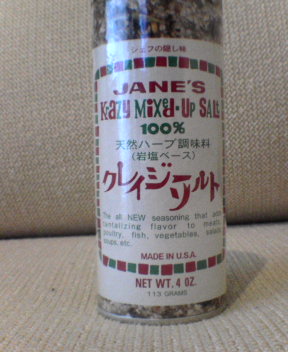 シェフの隠し味
JANE'S
Krazy Mixed-Up Salt
100%
天然ハーブ調味料
(岩塩ベース)
クレイジーソルト
The all NEW seasoning that adds
tantalizing flavor to meats,
poultry, fish, vegetables, salads,
soups, etc.
MADE IN U.S.A.
NET WT. 4 OZ.
113 GRAMS